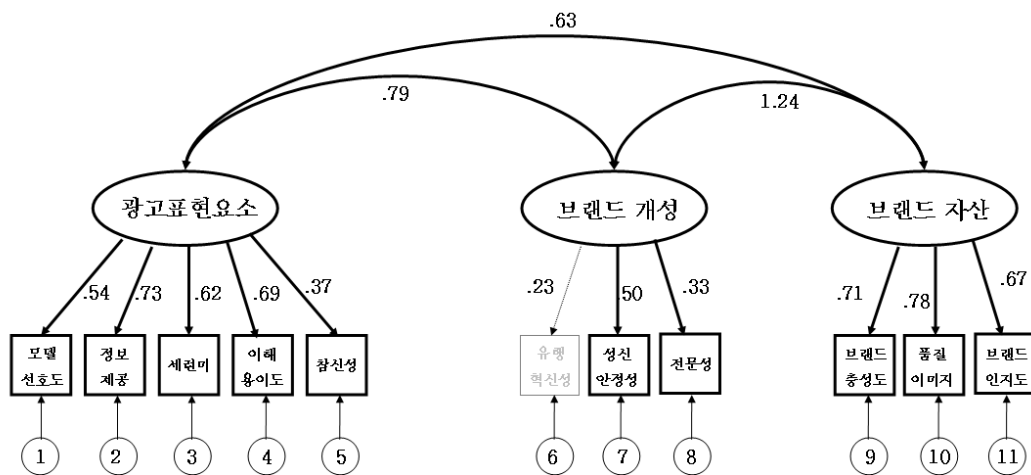 .63
.79
1.24
광고표현요소
브랜드 개성
브랜드 자산
.54
.73
.62
.69
.37
.23
.50
.33
.71
.78
.67
모델
선호도
정보
제공
세련미
이해
용이도
참신성
유행
혁신성
성신
안정성
전문성
브랜드
충성도
품질
이미지
브랜드
인지도
1
2
3
4
5
6
7
8
9
10
11